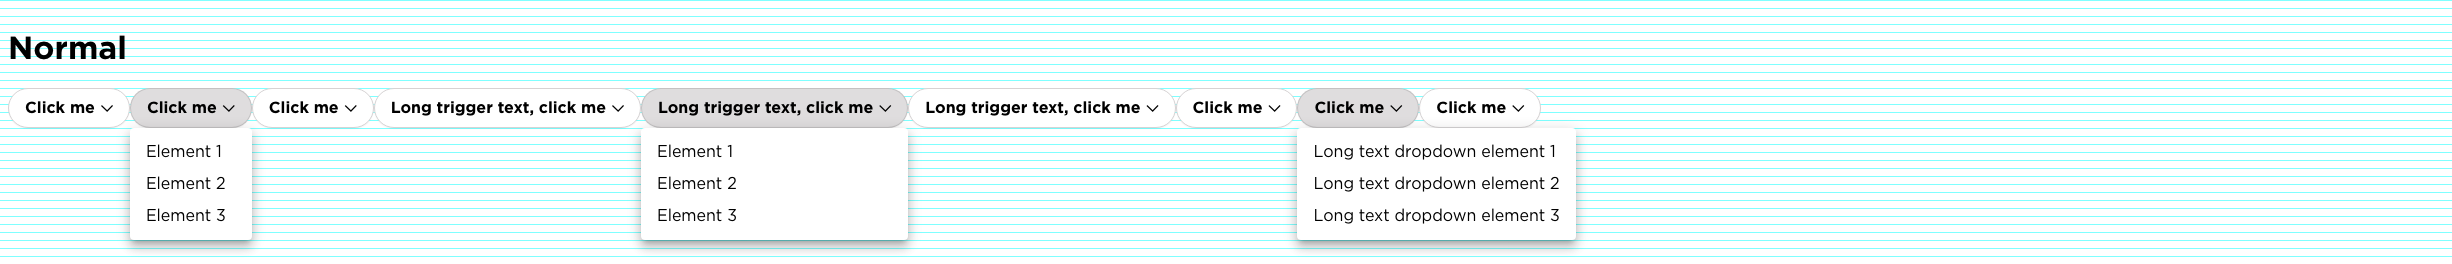 Normal
Click me Click me Click me Long trigger text, click me Long trigger text, click me Long trigger text, click me Click me Click me Click me
Element 1 Element 1 Long text dropdown element 1
Element 2 Element 2 Long text dropdown element 2
Element 3 Element 3 Long text dropdown element 3